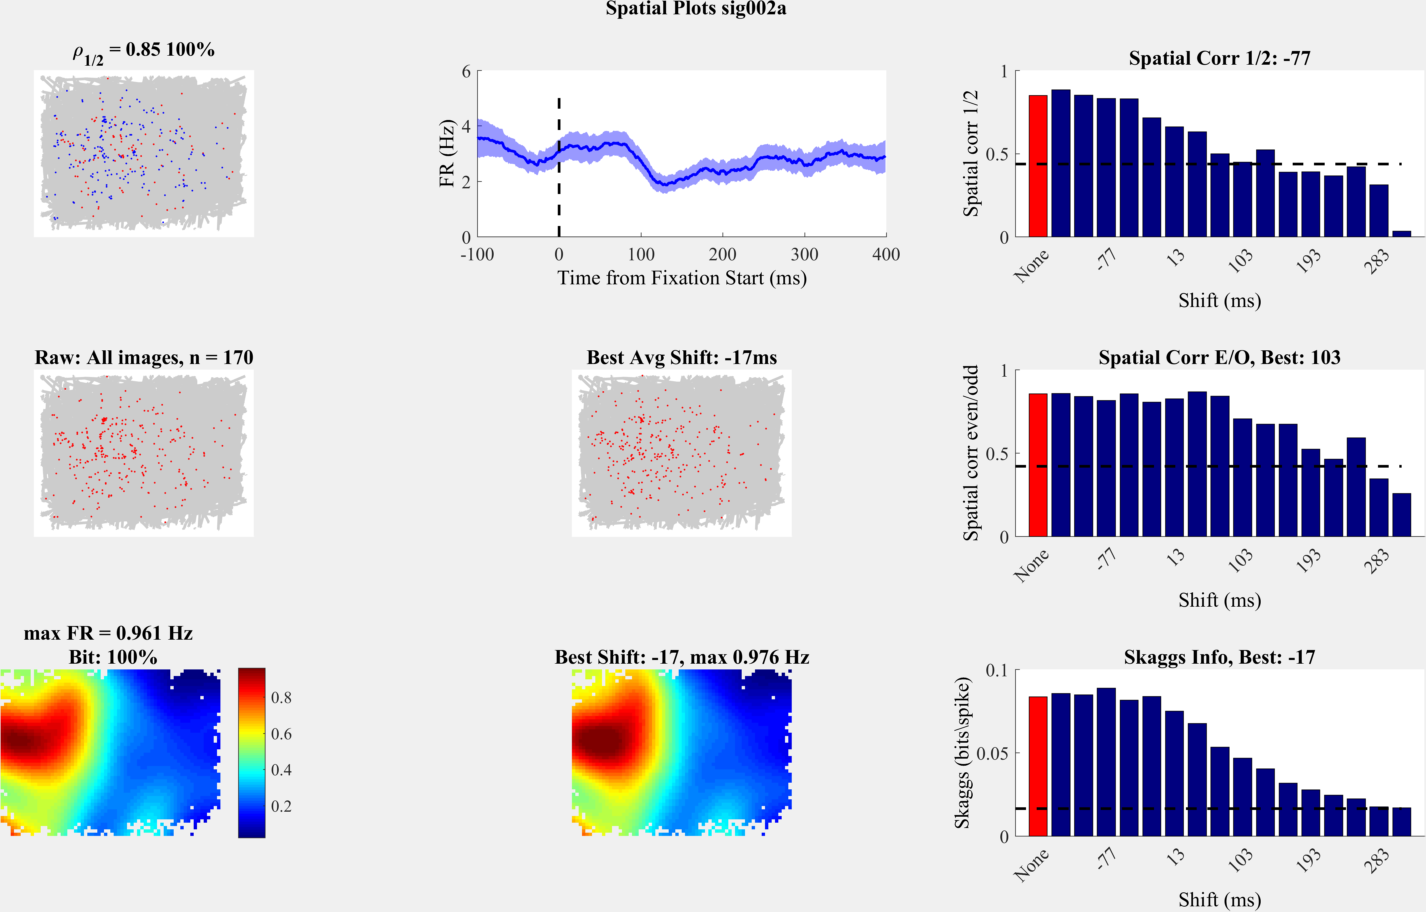 Spatial Plots sig002a
ρ1/2 = 0.85 100%
6
4
2
0
FR (Hz)
-100
0
100
200
300
400
Time from Fixation Start (ms)
Spatial Corr 1/2: -77
1
0.5
0
Spatial corr 1/2
None
-77
13
103
193
283
Shift (ms)
Raw: All images, n = 170
Best Avg Shift: -17ms
Spatial Corr E/O, Best: 103
1
0.5
0
Spatial corr even/odd
None
-77
13
103
193
283
Shift (ms)
max FR = 0.961 Hz
Bit: 100%
0.8
0.6
0.4
0.2
Best Shift: -17, max 0.976 Hz
Skaggs Info, Best: -17
0.1
0.05
0
Skaggs (bits\spike)
None
-77
13
103
193
283
Shift (ms)